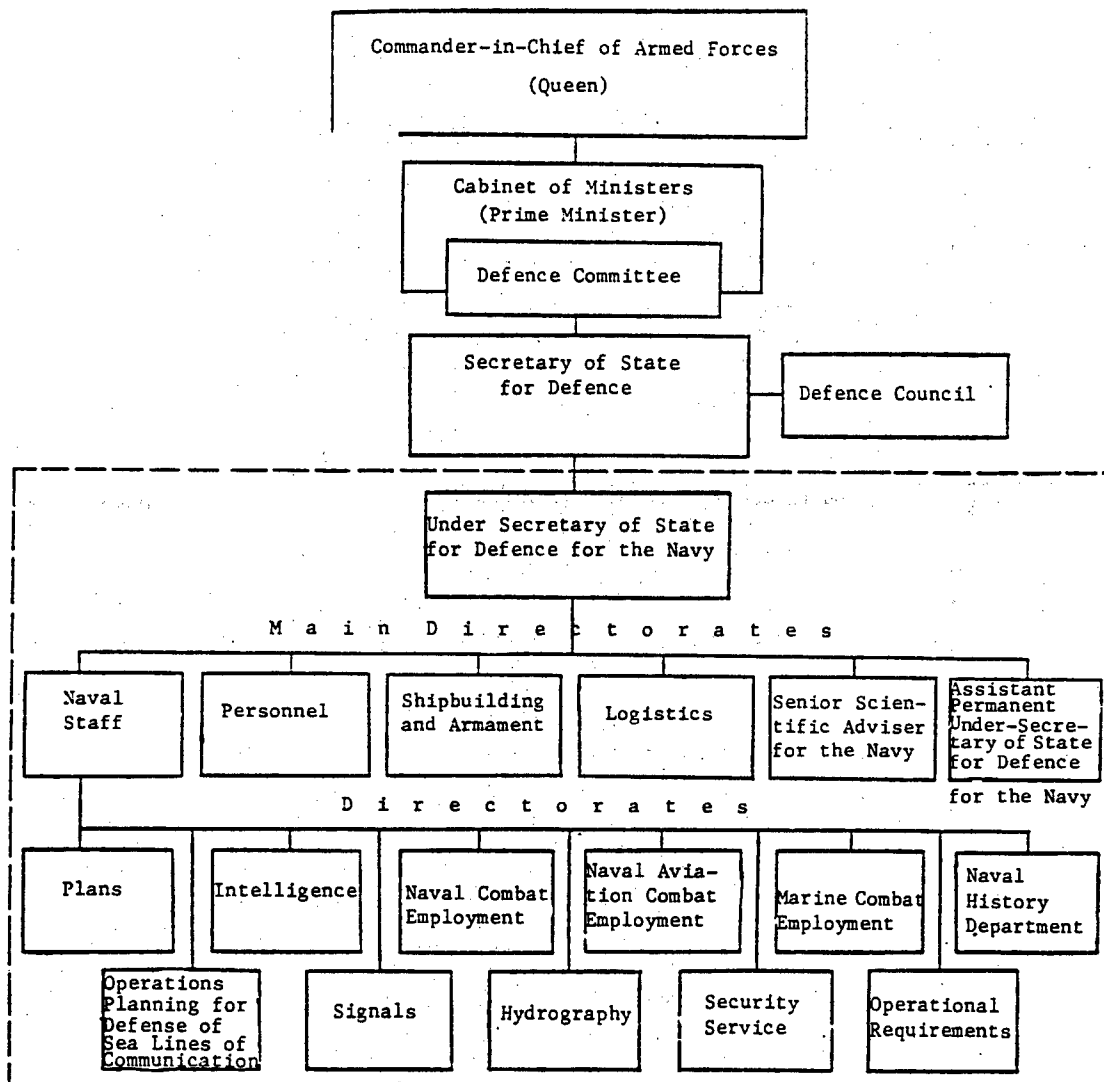 Commander-in-Chief of Armed Forces
(Queen)
Cabinet of Ministers
(Prime Minister)
Defence Committee
Secretary of State
for Defence
Defence Council
Under Secretary of State
for Defence for the Navy
Main Directorates
Naval
Staff
Personnel
Shipbuilding
and Armament
Logistics
Senior Scien-
tific Adviser
for the Navy
Assistant
Permanent
Under-Secre-
tary of State
for Defence
for the Navy
Directorates
Plans
Intelligence
Naval Combat
Employment
Naval Avia-
tion Combat
Employment
Marine Combat
Employment
Naval
History
Department
Operations
Planning for
Defense of
Sea Lines of
Communication
Signals
Hydrography
Security
Service
Operational
Requirements